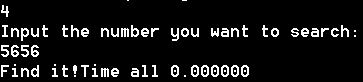 4
Input the number you want to search:
5656
Find it!Time all 0.000000